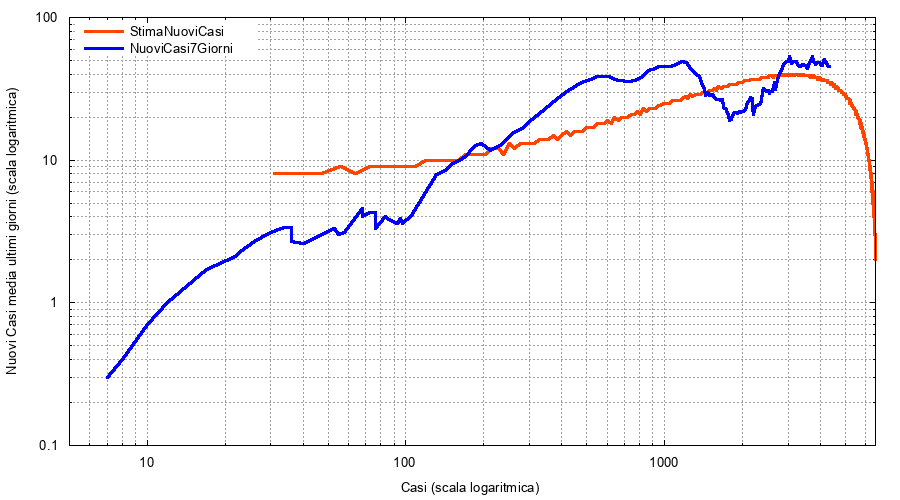 100
StimaNuoviCasi
NuoviCasi7Giorni
10
1
0.1
Nuovi Casi media ultimi giorni (scala logaritmica)
10
100
1000
Casi (scala logaritmica)